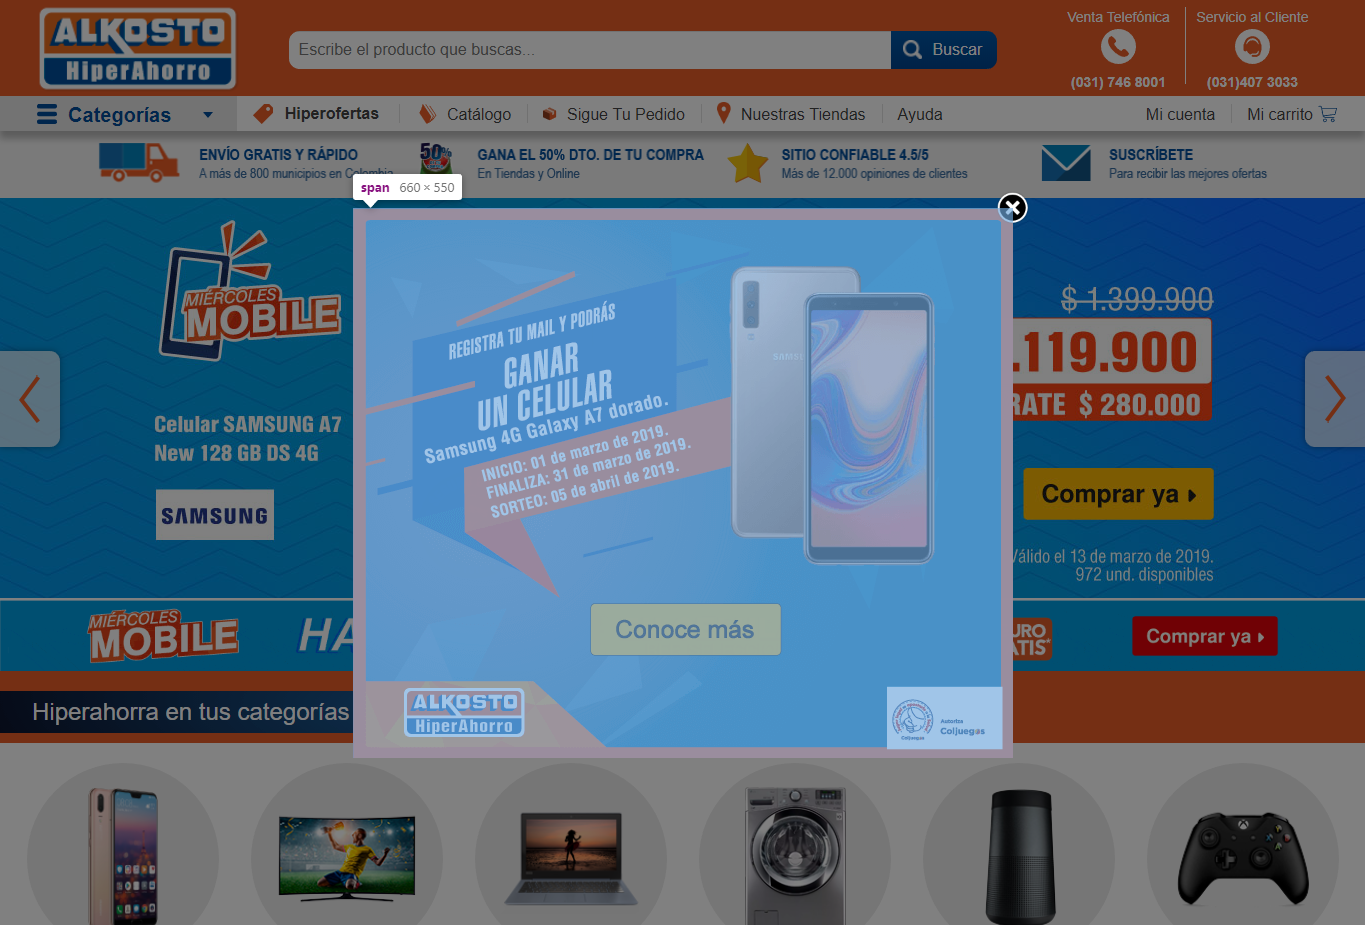 ALKOSTO
HiperAhorro
Escribe el producto que buscas...
Buscar
Venta Telefónica
(031) 746 8001
Servicio al Cliente
(031)407 3033
Categorías
Hiperofertas
Catálogo
Sigue Tu Pedido
Nuestras Tiendas
Ayuda
Mi cuenta
Mi carrito
ENVÍO GRATIS Y RÁPIDO
A más de 800 municipios en Colombia
50%
GANA EL 50% DTO. DE TU COMPRA
En Tiendas y Online
SITIO CONFIABLE 4.5/5
Más de 12.000 opiniones de clientes
SUSCRÍBETE
Para recibir las mejores ofertas
span 660 × 550
MIÉRCOLES
MOBILE
Celular SAMSUNG A7
New 128 GB DS 4G
SAMSUNG
REGISTRA TU MAIL Y PODRÁS
GANAR
UN CELULAR
Samsung 4G Galaxy A7 dorado.
INICIO: 01 de marzo de 2019.
FINALIZA: 31 de marzo de 2019.
SORTEO: 05 de abril de 2019.
SAMS
Conoce más
ALKOSTO
HiperAhorro
Autoriza
Coljuegos
Coljuegos
$ 1.399.900
.119.900
RATE $ 280.000
Comprar ya
Válido el 13 de marzo de 2019.
972 und. disponibles
MIÉRCOLES
MOBILE
HA
URO
ATIS
Comprar ya
Hiperahorra en tus categorías